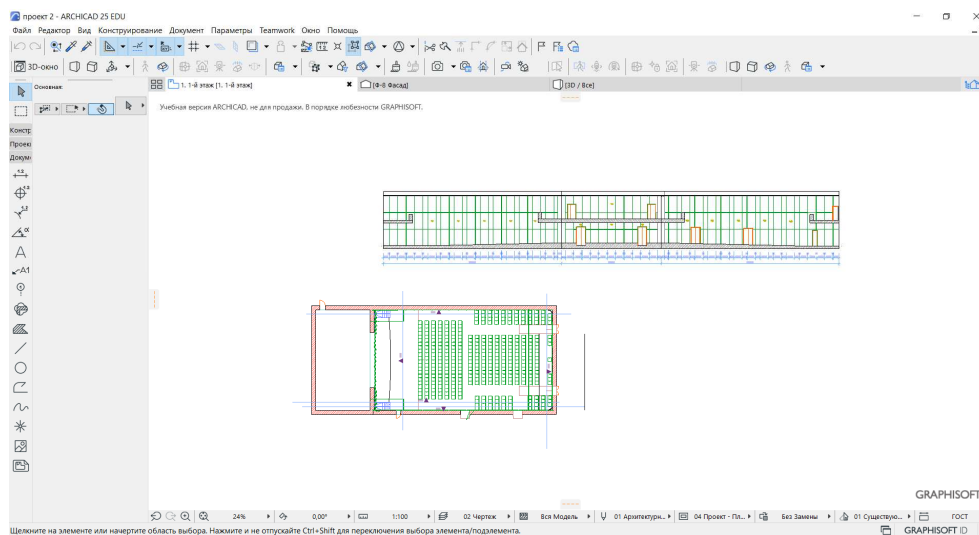 проект 2 - ARCHICAD 25 EDU
Файл Редактор Вид Конструирование Документ Параметры Teamwork Окно Помощь
3D-окно
Основная:
1. 1-й этаж [1. 1-й этаж]
[Ф-8 Фасад]
[3D / Все]
Учебная версия ARCHICAD, не для продажи. В порядке любезности GRAPHISOFT.
Констр
Проек
Докум
1.2
A
A1
GRAPHISOFT
24%
0,00°
1:100
02 Чертеж
Вся Модель
01 Архитектурн...
04 Проект - Пл...
Без Замены
01 Существую...
ГОСТ
Щелкните на элементе или начертите область выбора. Нажмите и не отпускайте Ctrl+Shift для переключения выбора элемента/подэлемента.
GRAPHISOFT ID